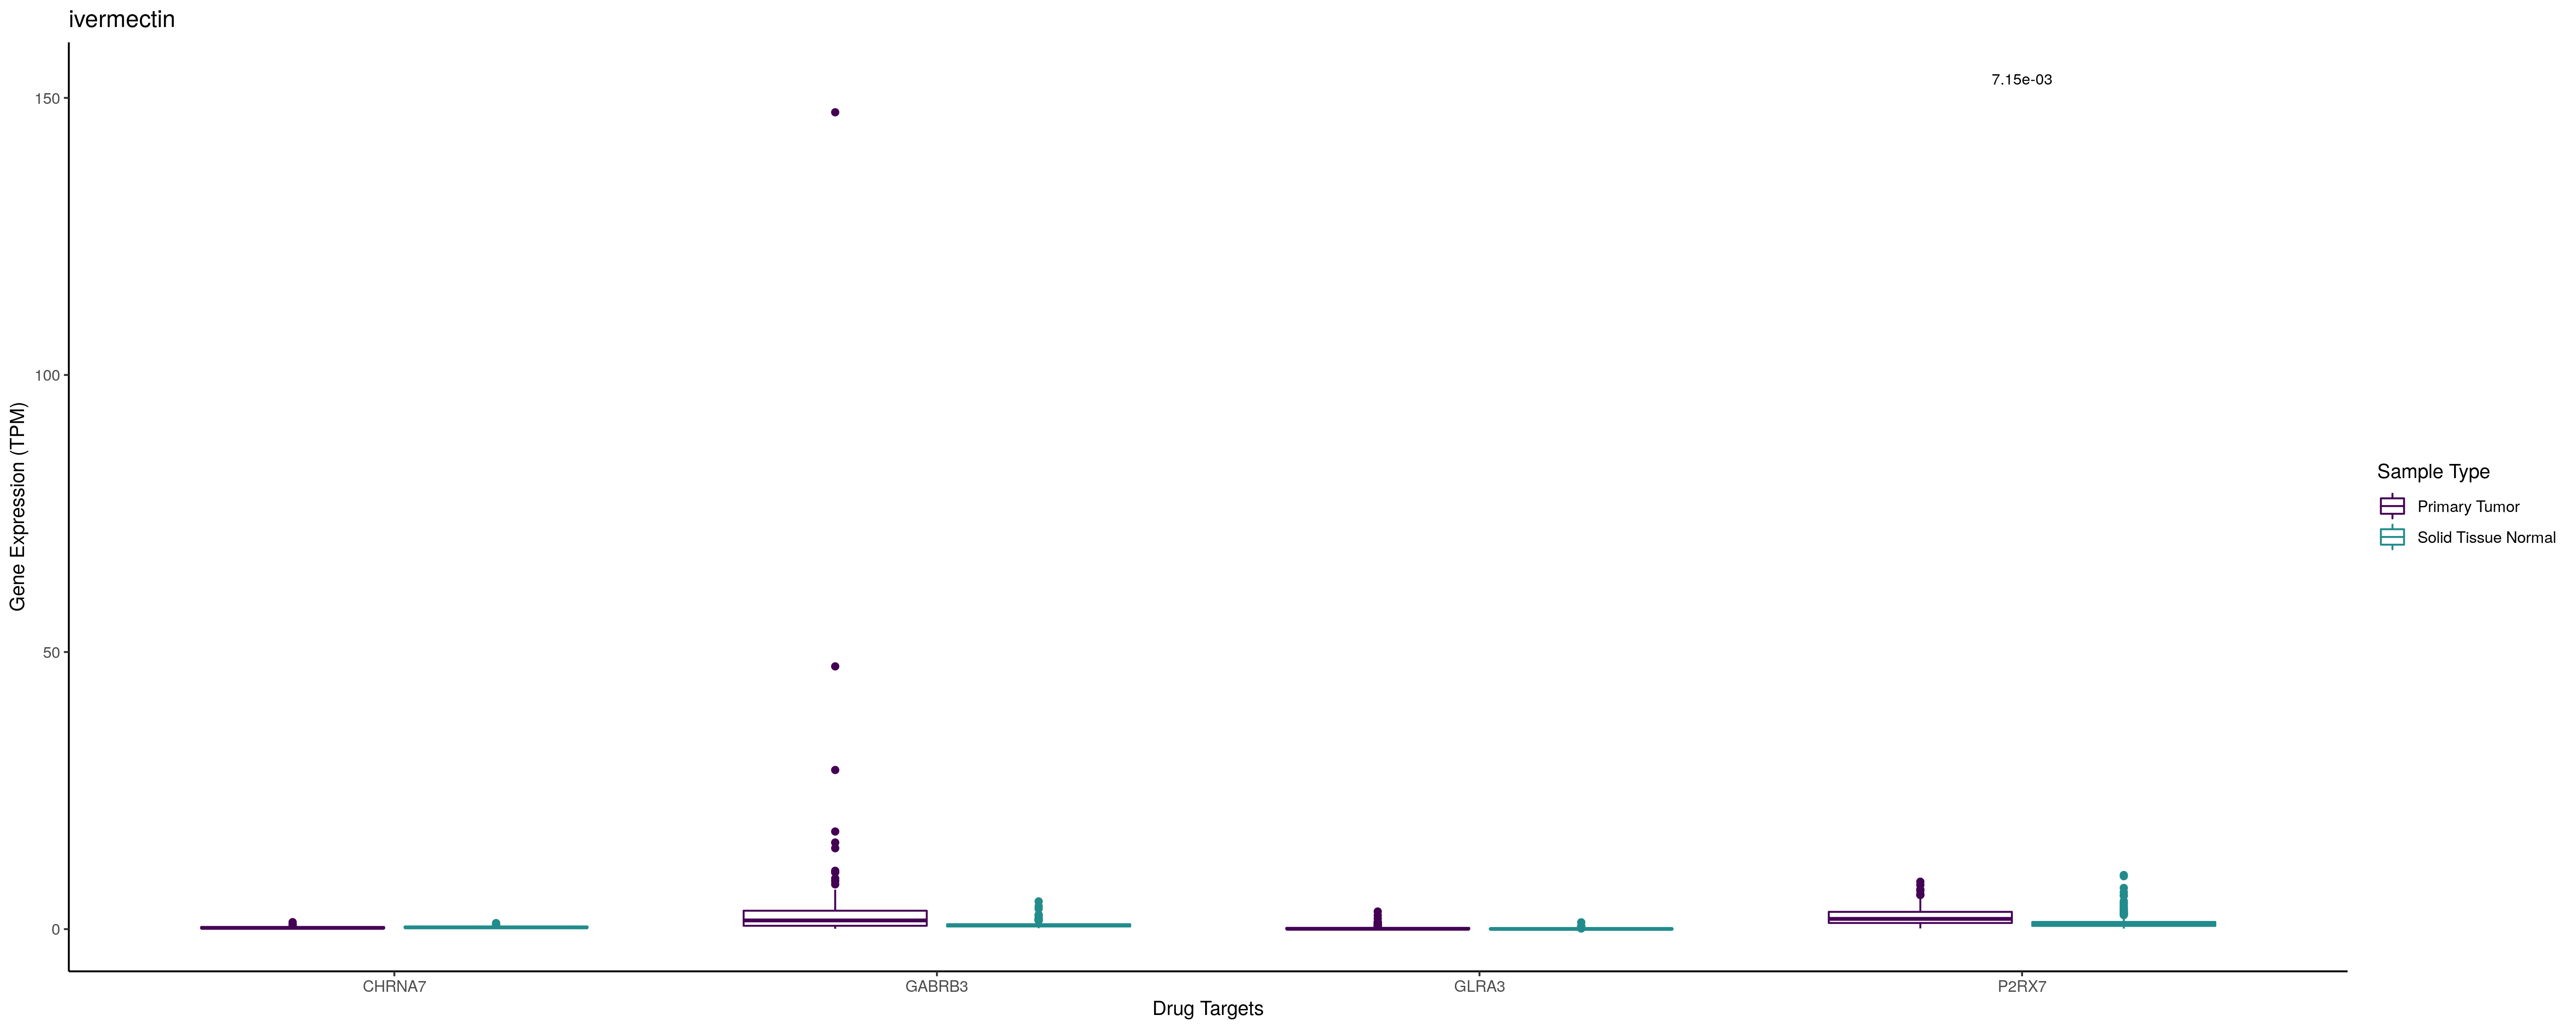 ivermectin
7.15e-03
150
100
50
0
Gene Expression (TPM)
CHRNA7
GABRB3
GLRA3
P2RX7
Drug Targets
Sample Type
Primary Tumor
Solid Tissue Normal